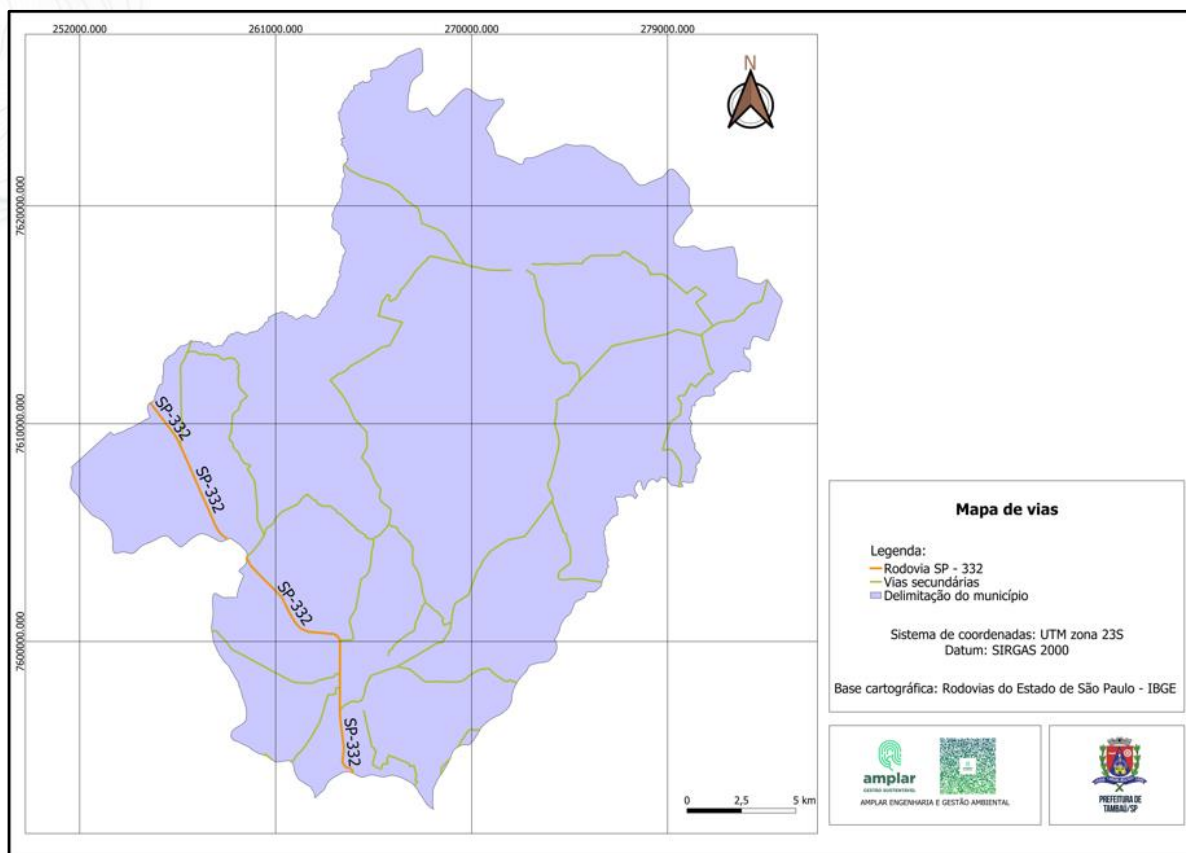 252000.000
261000.000
270000.000
279000.000
N
7620000.000
7610000.000
7600000.000
SP-332
SP-332
SP-332
SP-332
0 2,5 5 km
Mapa de vias
Legenda:
Rodovia SP - 332
Vias secundárias
Delimitação do município
Sistema de coordenadas: UTM zona 23S
Datum: SIRGAS 2000
Base cartográfica: Rodovias do Estado de São Paulo - IBGE
amplar
GESTÃO SUSTENTÁVEL
AMPLAR ENGENHARIA E GESTÃO AMBIENTAL
PREFEITURA DE
TAMBAÚ/SP